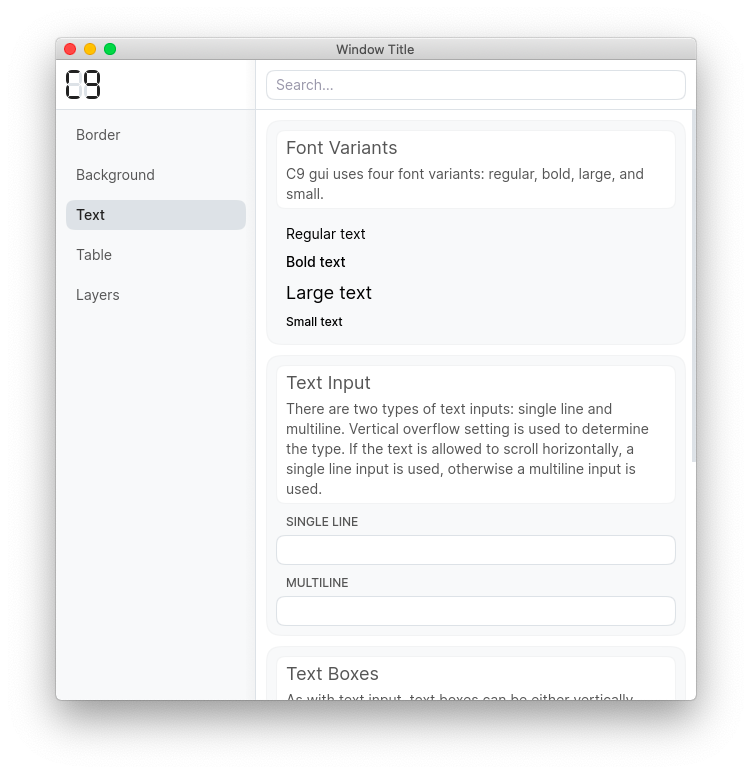 Window Title
C9
Search...
Border
Background
Text
Table
Layers
Font Variants
C9 gui uses four font variants: regular, bold, large, and
small.
Regular text
Bold text
Large text
Small text
Text Input
There are two types of text inputs: single line and
multiline. Vertical overflow setting is used to determine
the type. If the text is allowed to scroll horizontally, a
single line input is used, otherwise a multiline input is
used.
SINGLE LINE
MULTILINE
Text Boxes
As with text input, text boxes can be either vertically